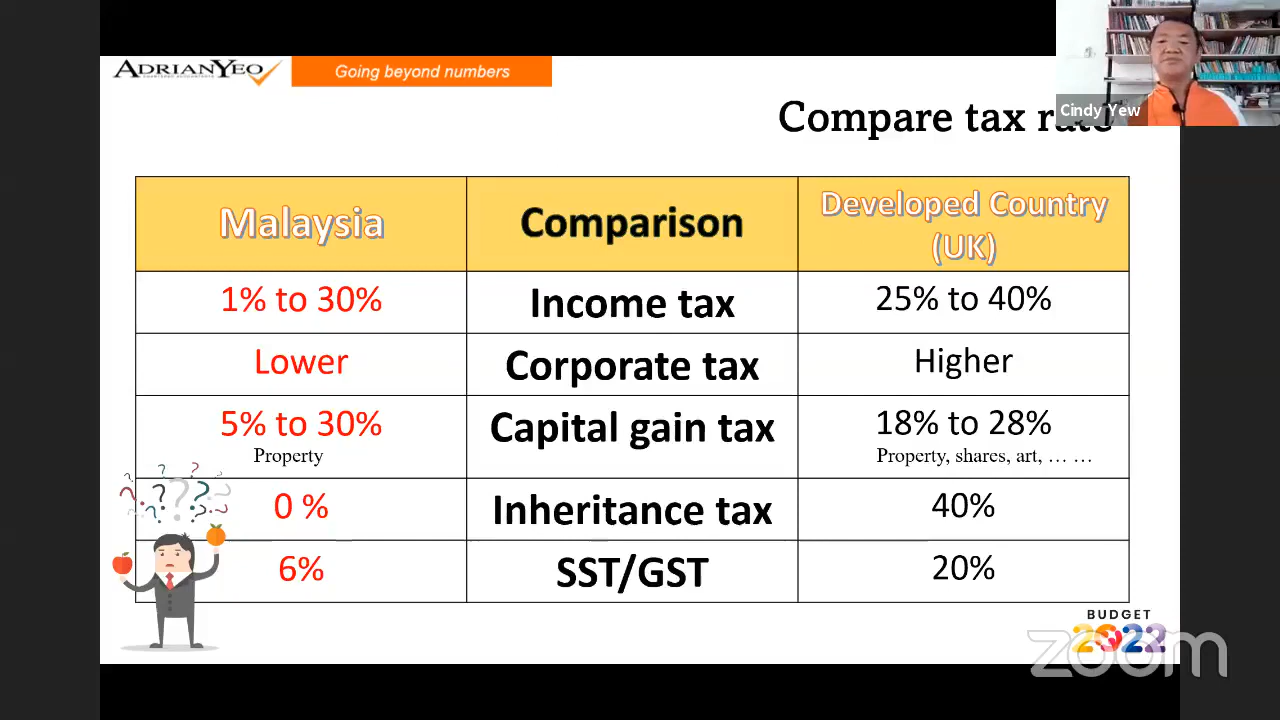 ADRIANYEO
Going beyond numbers
Cindy Yew
Compare tax rate
Malaysia
Comparison
Developed Country
(UK)
1% to 30%
Income tax
25% to 40%
Lower
Corporate tax
Higher
5% to 30%
Property
Capital gain tax
18% to 28%
Property, shares, art, … …
0 %
Inheritance tax
40%
6%
SST/GST
20%
BUDGET
2023
zoom